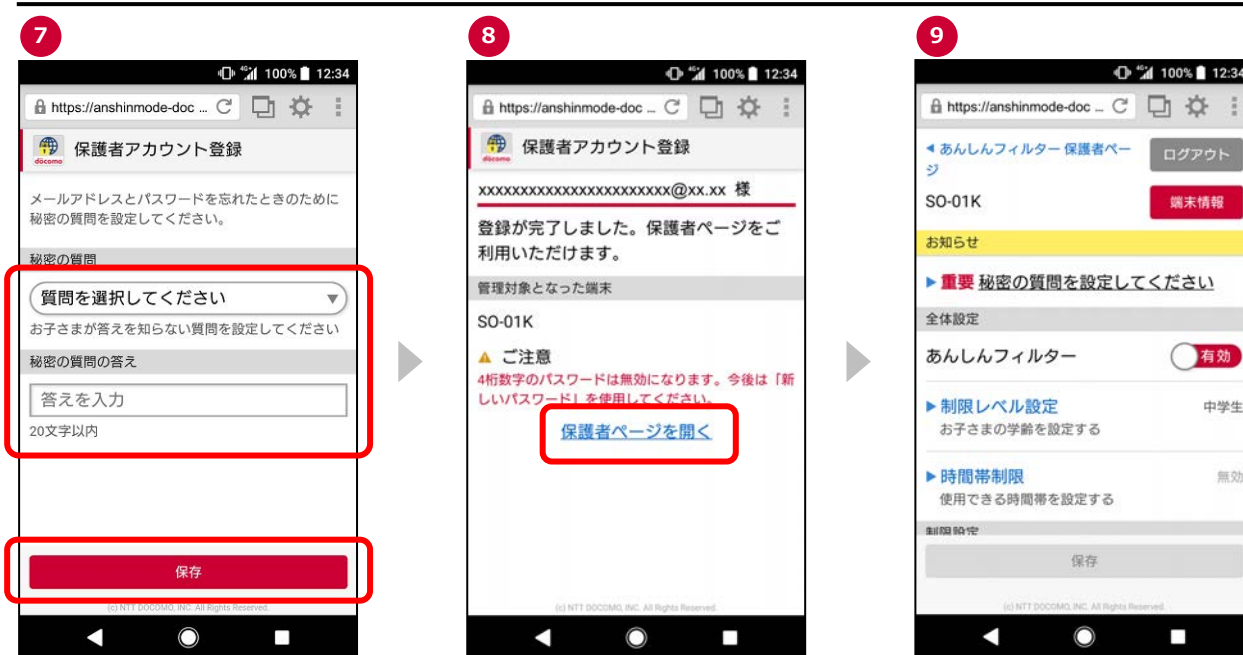 7
100% 12:34
https://anshinmode-doc ...
docomo
保護者アカウント登録
メールアドレスとパスワードを忘れたときのために
秘密の質問を設定してください。
秘密の質問
質問を選択してください
お子さまが答えを知らない質問を設定してください
秘密の質問の答え
答えを入力
20文字以内
保存
(c) NTT DOCOMO, INC. All Rights Reserved.
8
100% 12:34
https://anshinmode-doc ...
docomo
保護者アカウント登録
xxxxxxxxxxxxxxxxxxxxxxx@xx.xx 様
登録が完了しました。保護者ページをご
利用いただけます。
管理対象となった端末
SO-01K
ご注意
4桁数字のパスワードは無効になります。今後は「新
しいパスワード」を使用してください。
保護者ページを開く
(c) NTT DOCOMO, INC. All Rights Reserved.
9
100% 12:34
https://anshinmode-doc ...
あんしんフィルター 保護者ペー
ジ
ログアウト
SO-01K
端末情報
お知らせ
重要 秘密の質問を設定してください
全体設定
あんしんフィルター
有効
制限レベル設定
中学生
お子さまの学齢を設定する
時間帯制限
無効
使用できる時間帯を設定する
制限設定
保存
(c) NTT DOCOMO, INC. All Rights Reserved.